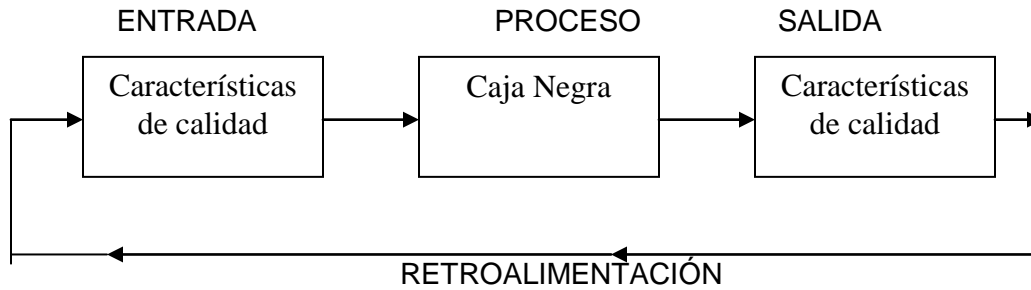 ENTRADA
PROCESO
SALIDA
Características
de calidad
Caja Negra
Características
de calidad
RETROALIMENTACIÓN